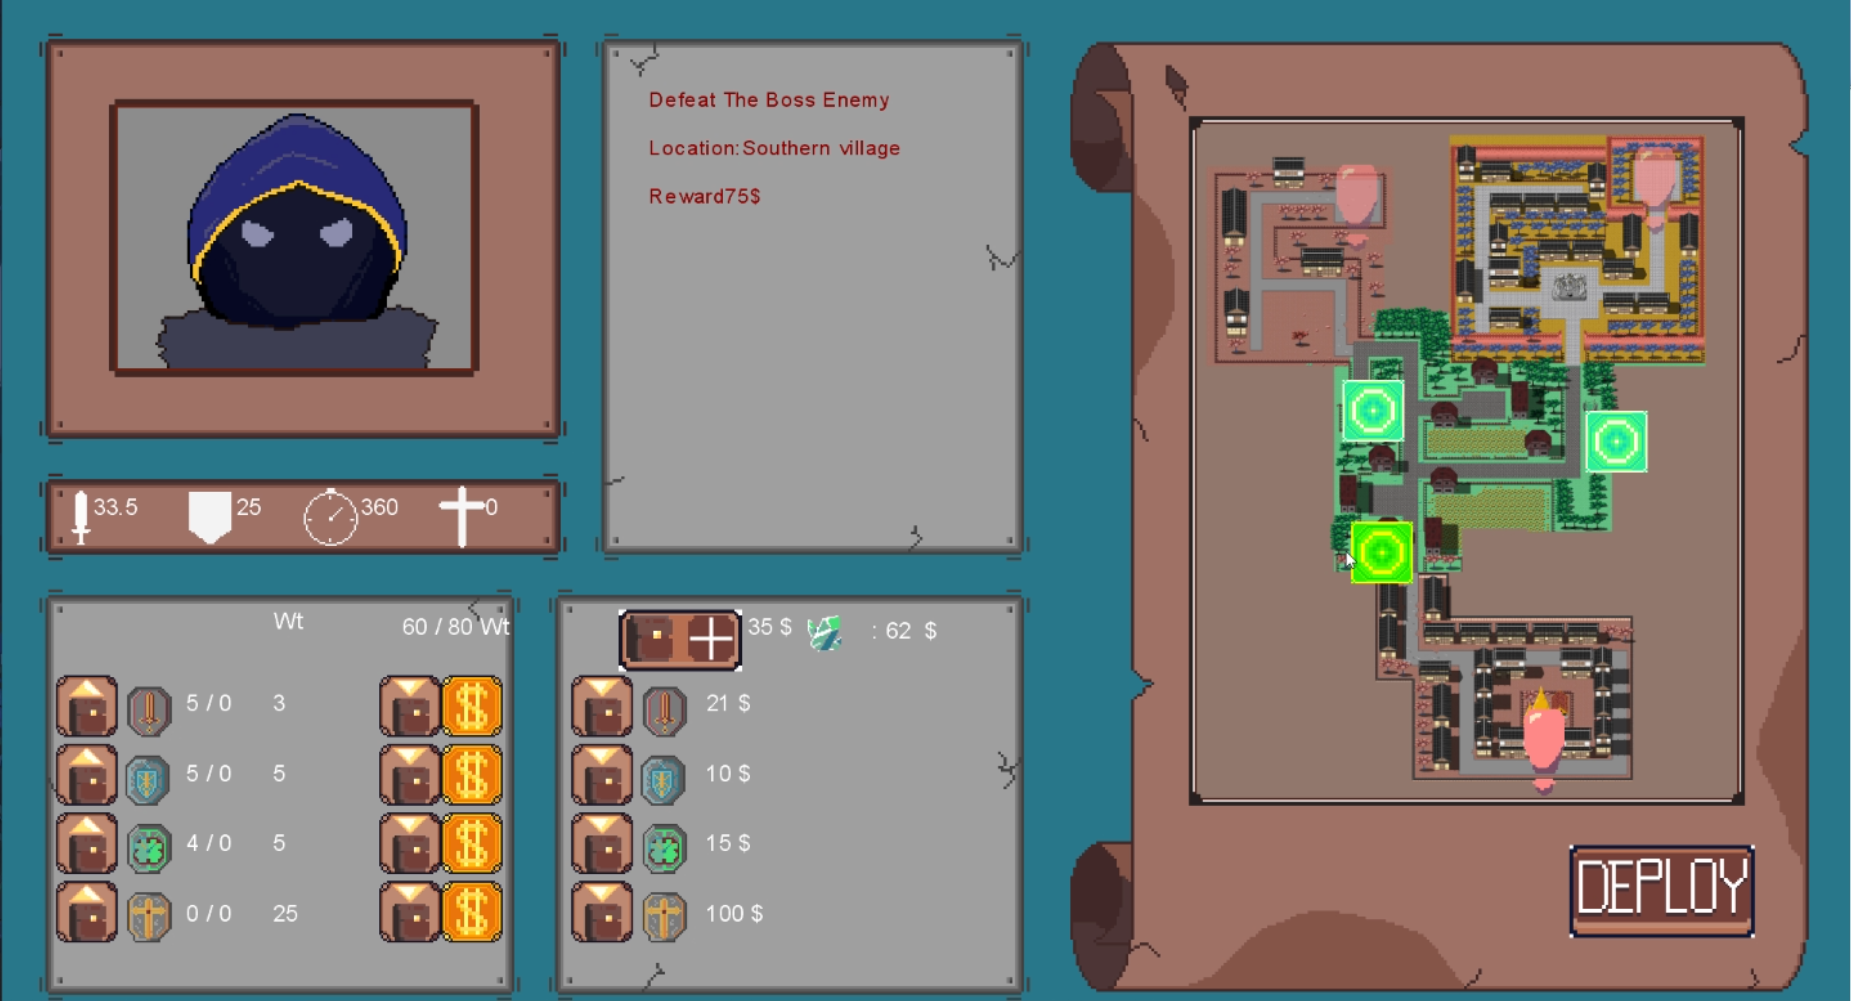 Defeat The Boss Enemy
Location:Southern village
Reward75$
33.5 25 360 0
Wt 60 / 80 Wt
5 / 0 3
5 / 0 5
4 / 0 5
0 / 0 25
35 $ : 62 $
21 $
10 $
15 $
100 $
DEPLOY